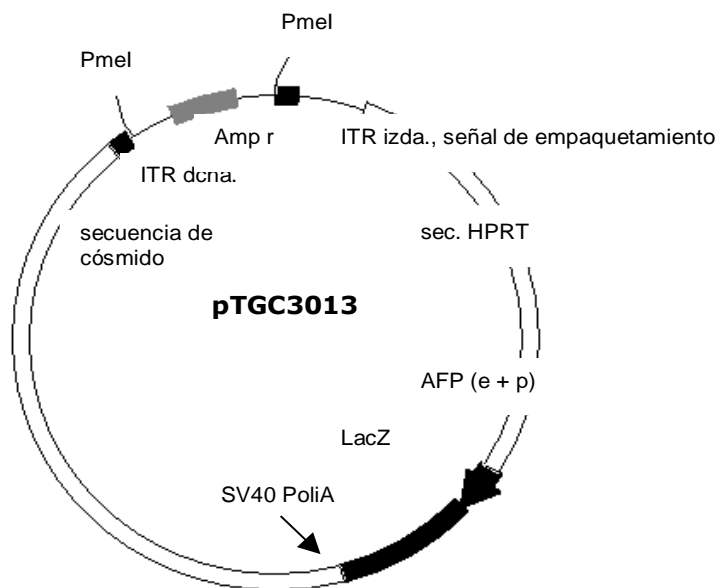 PmeI
PmeI
Amp r
ITR izda., señal de empaquetamiento
ITR dcha.
secuencia de
cósmido
sec. HPRT
pTGC3013
AFP (e + p)
LacZ
SV40 PoliA